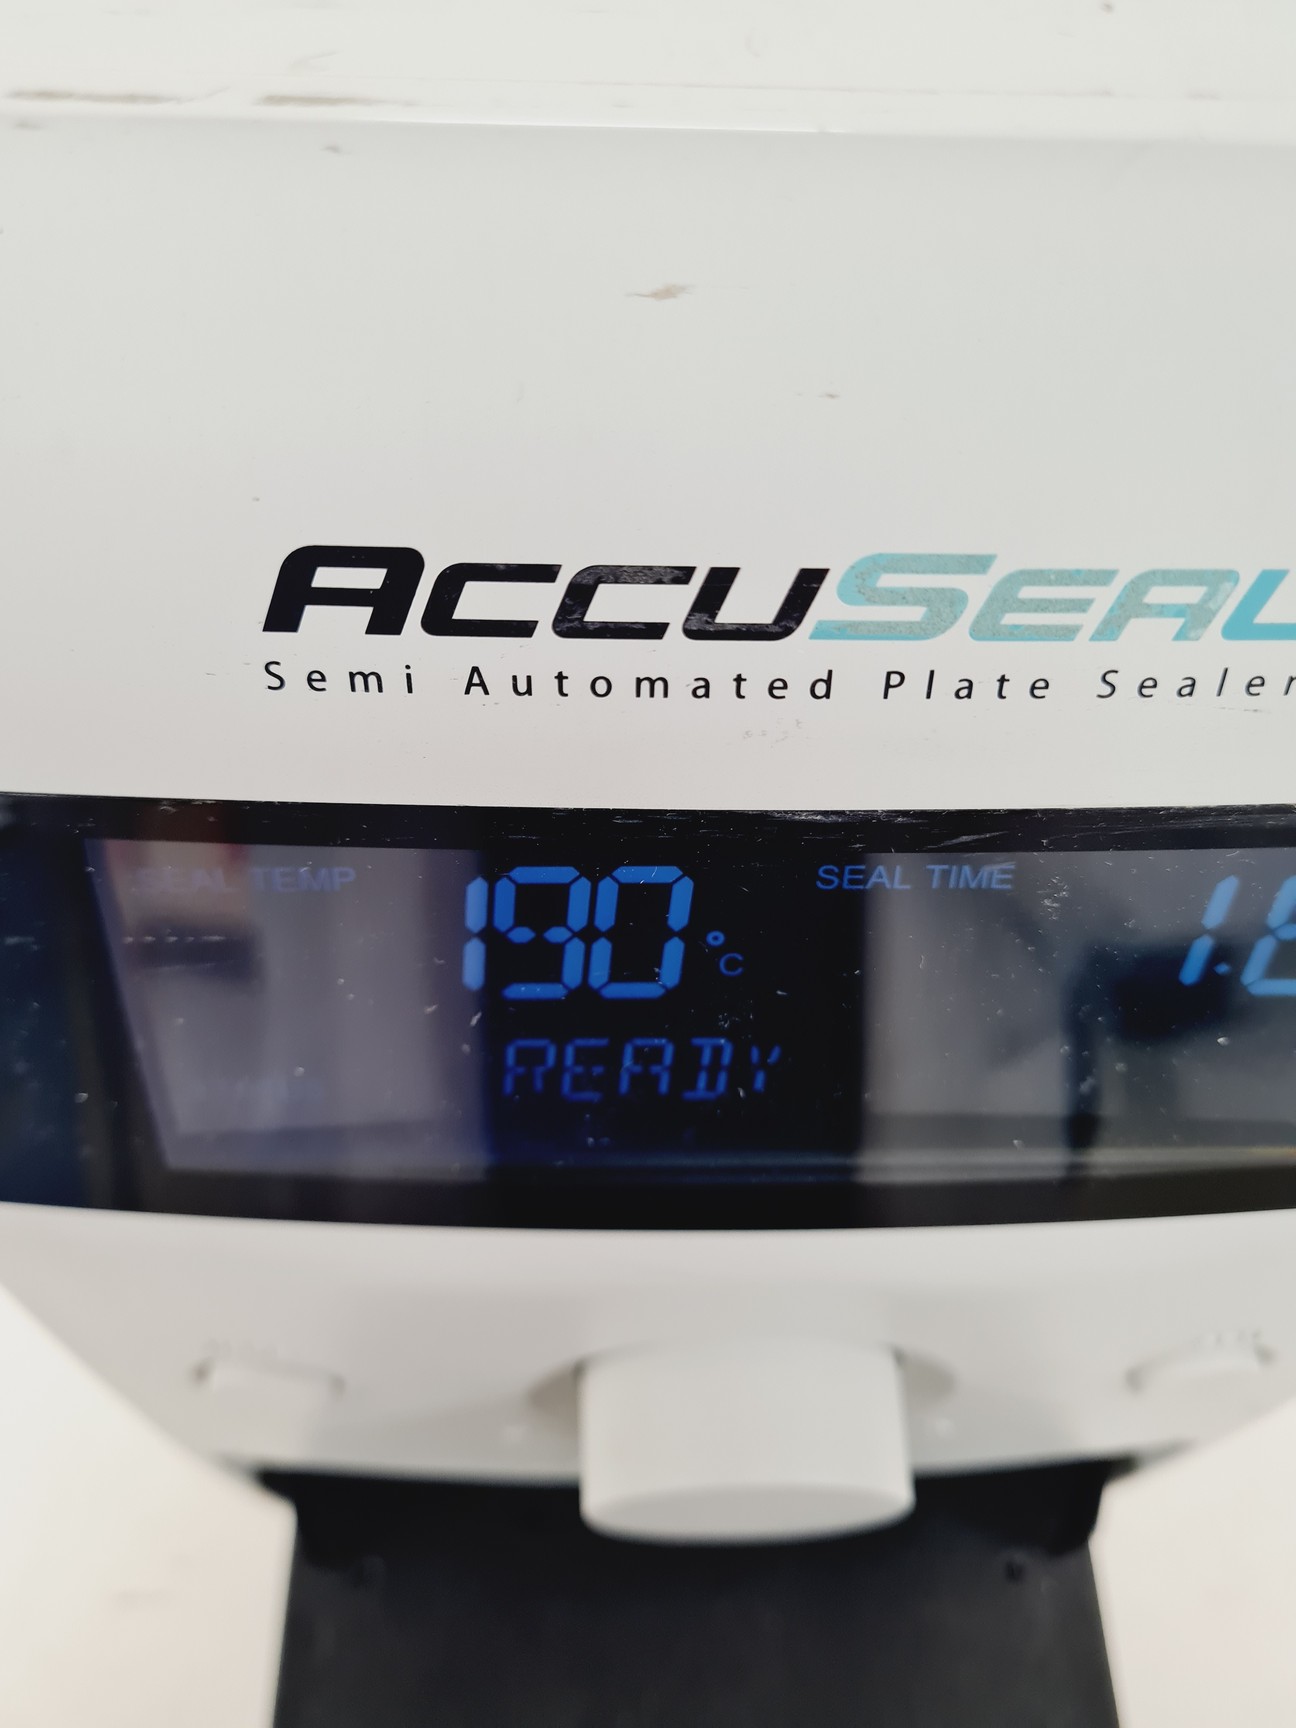 ACCUSEAL
Semi Automated Plate Sealer
SEAL TEMP 190 °C SEAL TIME
READY